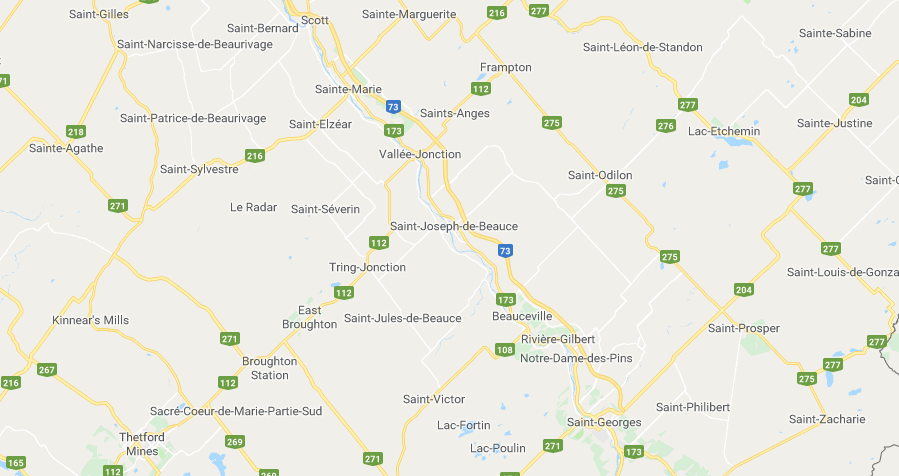 Saint-Gilles
Scott
Sainte-Marguerite
216
277
Saint-Bernard
Sainte-Sabine
Saint-Narcisse-de-Beaurivage
Saint-Léon-de-Standon
Frampton
71
Sainte-Marie
112
73
277
204
Saints-Anges
Saint-Patrice-de-Beaurivage
Saint-Elzéar
173
275
276
Lac-Etchemin
Sainte-Justine
218
Sainte-Agathe
216
Vallée-Jonction
Saint-Sylvestre
Saint-Odilon
275
277
Saint-C
271
Le Radar
Saint-Séverin
Saint-Joseph-de-Beauce
112
73
275
277
Tring-Jonction
Saint-Louis-de-Gonza
112
173
204
East
Broughton
Kinnear's Mills
Saint-Jules-de-Beauce
Beauceville
Saint-Prosper
271
Rivière-Gilbert
277
108
Notre-Dame-des-Pins
Broughton
Station
267
277
216
112
275
Saint-Victor
Sacré-Coeur-de-Marie-Partie-Sud
Saint-Philibert
Saint-Zacharie
Lac-Fortin
Saint-Georges
Thetford
Mines
269
Lac-Poulin
271
173
165
271
112
260